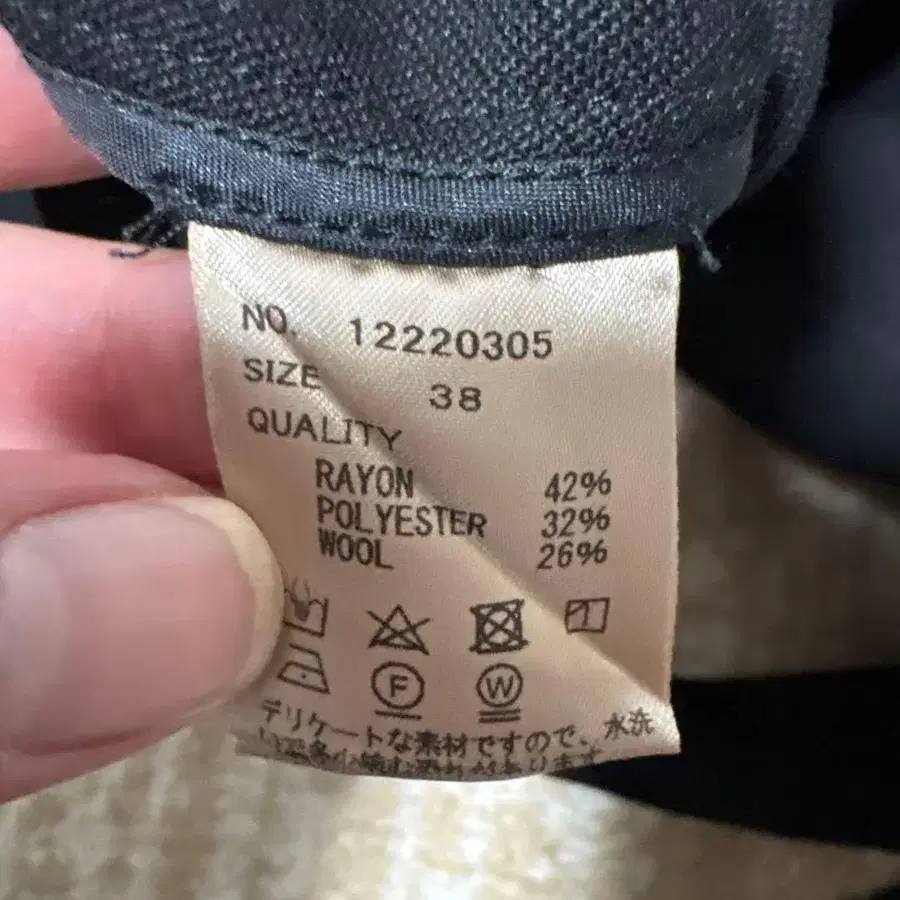 NO. 12220305
SIZE 38
QUALITY
RAYON 42%
POLYESTER 32%
WOOL 26%
F W
デリケートな素材ですので、水洗